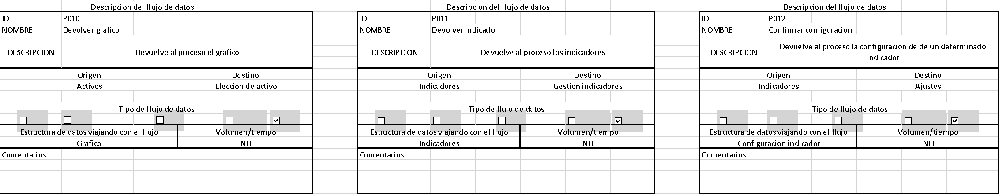 Descripcion del flujo de datos
ID P010
NOMBRE Devolver grafico
DESCRIPCION Devuelve al proceso el grafico
Origen Destino
Activos Eleccion de activo
Tipo de flujo de datos
Estructura de datos viajando con el flujo Volumen/tiempo
Grafico NH
Comentarios:
Descripcion del flujo de datos
ID P011
NOMBRE Devolver indicador
DESCRIPCION Devuelve al proceso los indicadores
Origen Destino
Indicadores Gestion indicadores
Tipo de flujo de datos
Estructura de datos viajando con el flujo Volumen/tiempo
Indicadores NH
Comentarios:
Descripcion del flujo de datos
ID P012
NOMBRE Confirmar configuracion
DESCRIPCION Devuelve al proceso la configuracion de de un determinado
indicador
Origen Destino
Indicadores Ajustes
Tipo de flujo de datos
Estructura de datos viajando con el flujo Volumen/tiempo
Configuracion indicador NH
Comentarios: